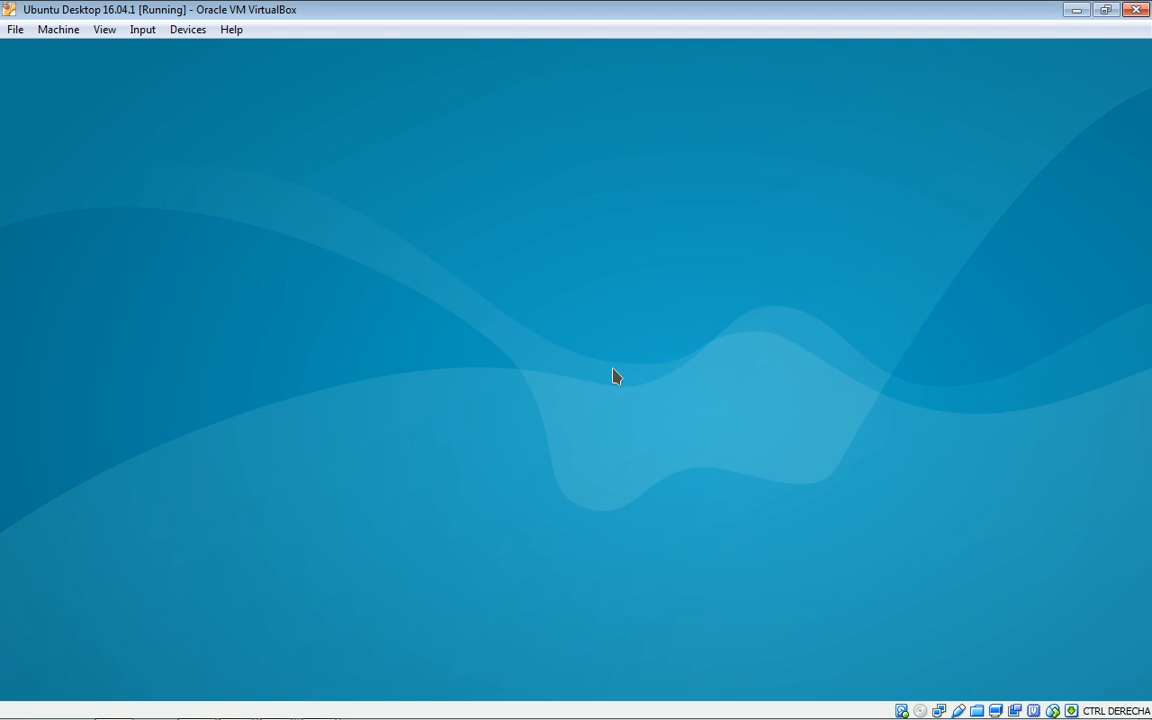 Ubuntu Desktop 16.04.1 [Running] - Oracle VM VirtualBox
File Machine View Input Devices Help
CTRL DERECHA